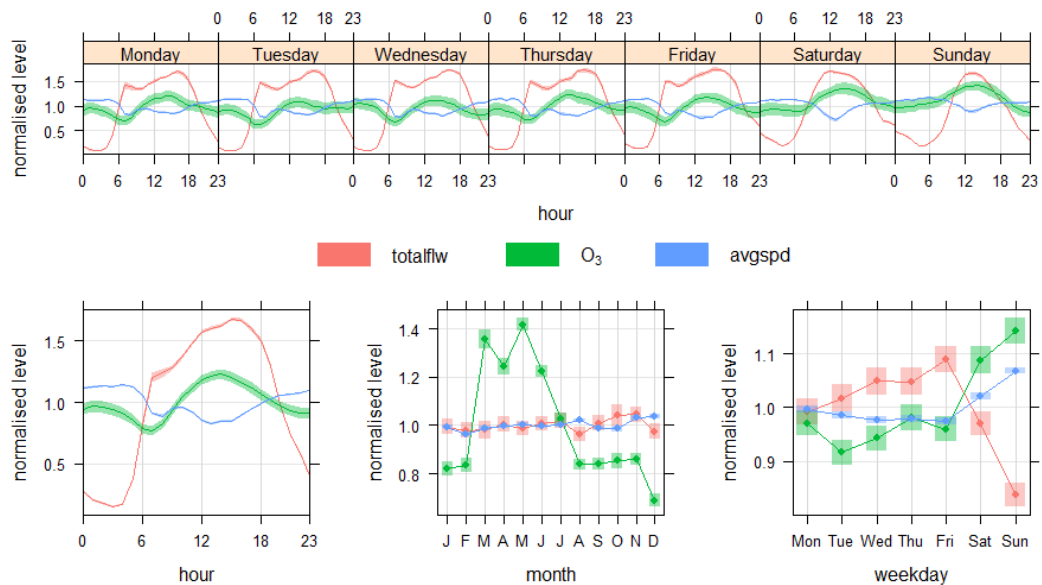 0 6 12 18 23 0 6 12 18 23 0 6 12 18 23
Monday Tuesday Wednesday Thursday Friday Saturday Sunday
normalised level
1.5
1.0
0.5
0 6 12 18 23 0 6 12 18 23 0 6 12 18 23 0 6 12 18 23
hour
totalflw O₃ avgspd
normalised level
1.5
1.0
0.5
0 6 12 18 23
hour
normalised level
1.4
1.2
1.0
0.8
J F M A M J J A S O N D
month
normalised level
1.1
1.0
0.9
Mon Tue Wed Thu Fri Sat Sun
weekday